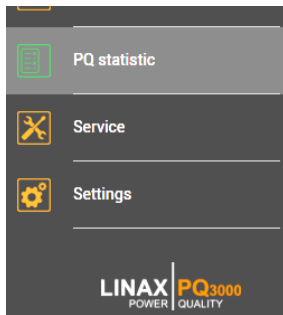 PQ statistic
Service
Settings
LINAX PQ3000
POWER QUALITY